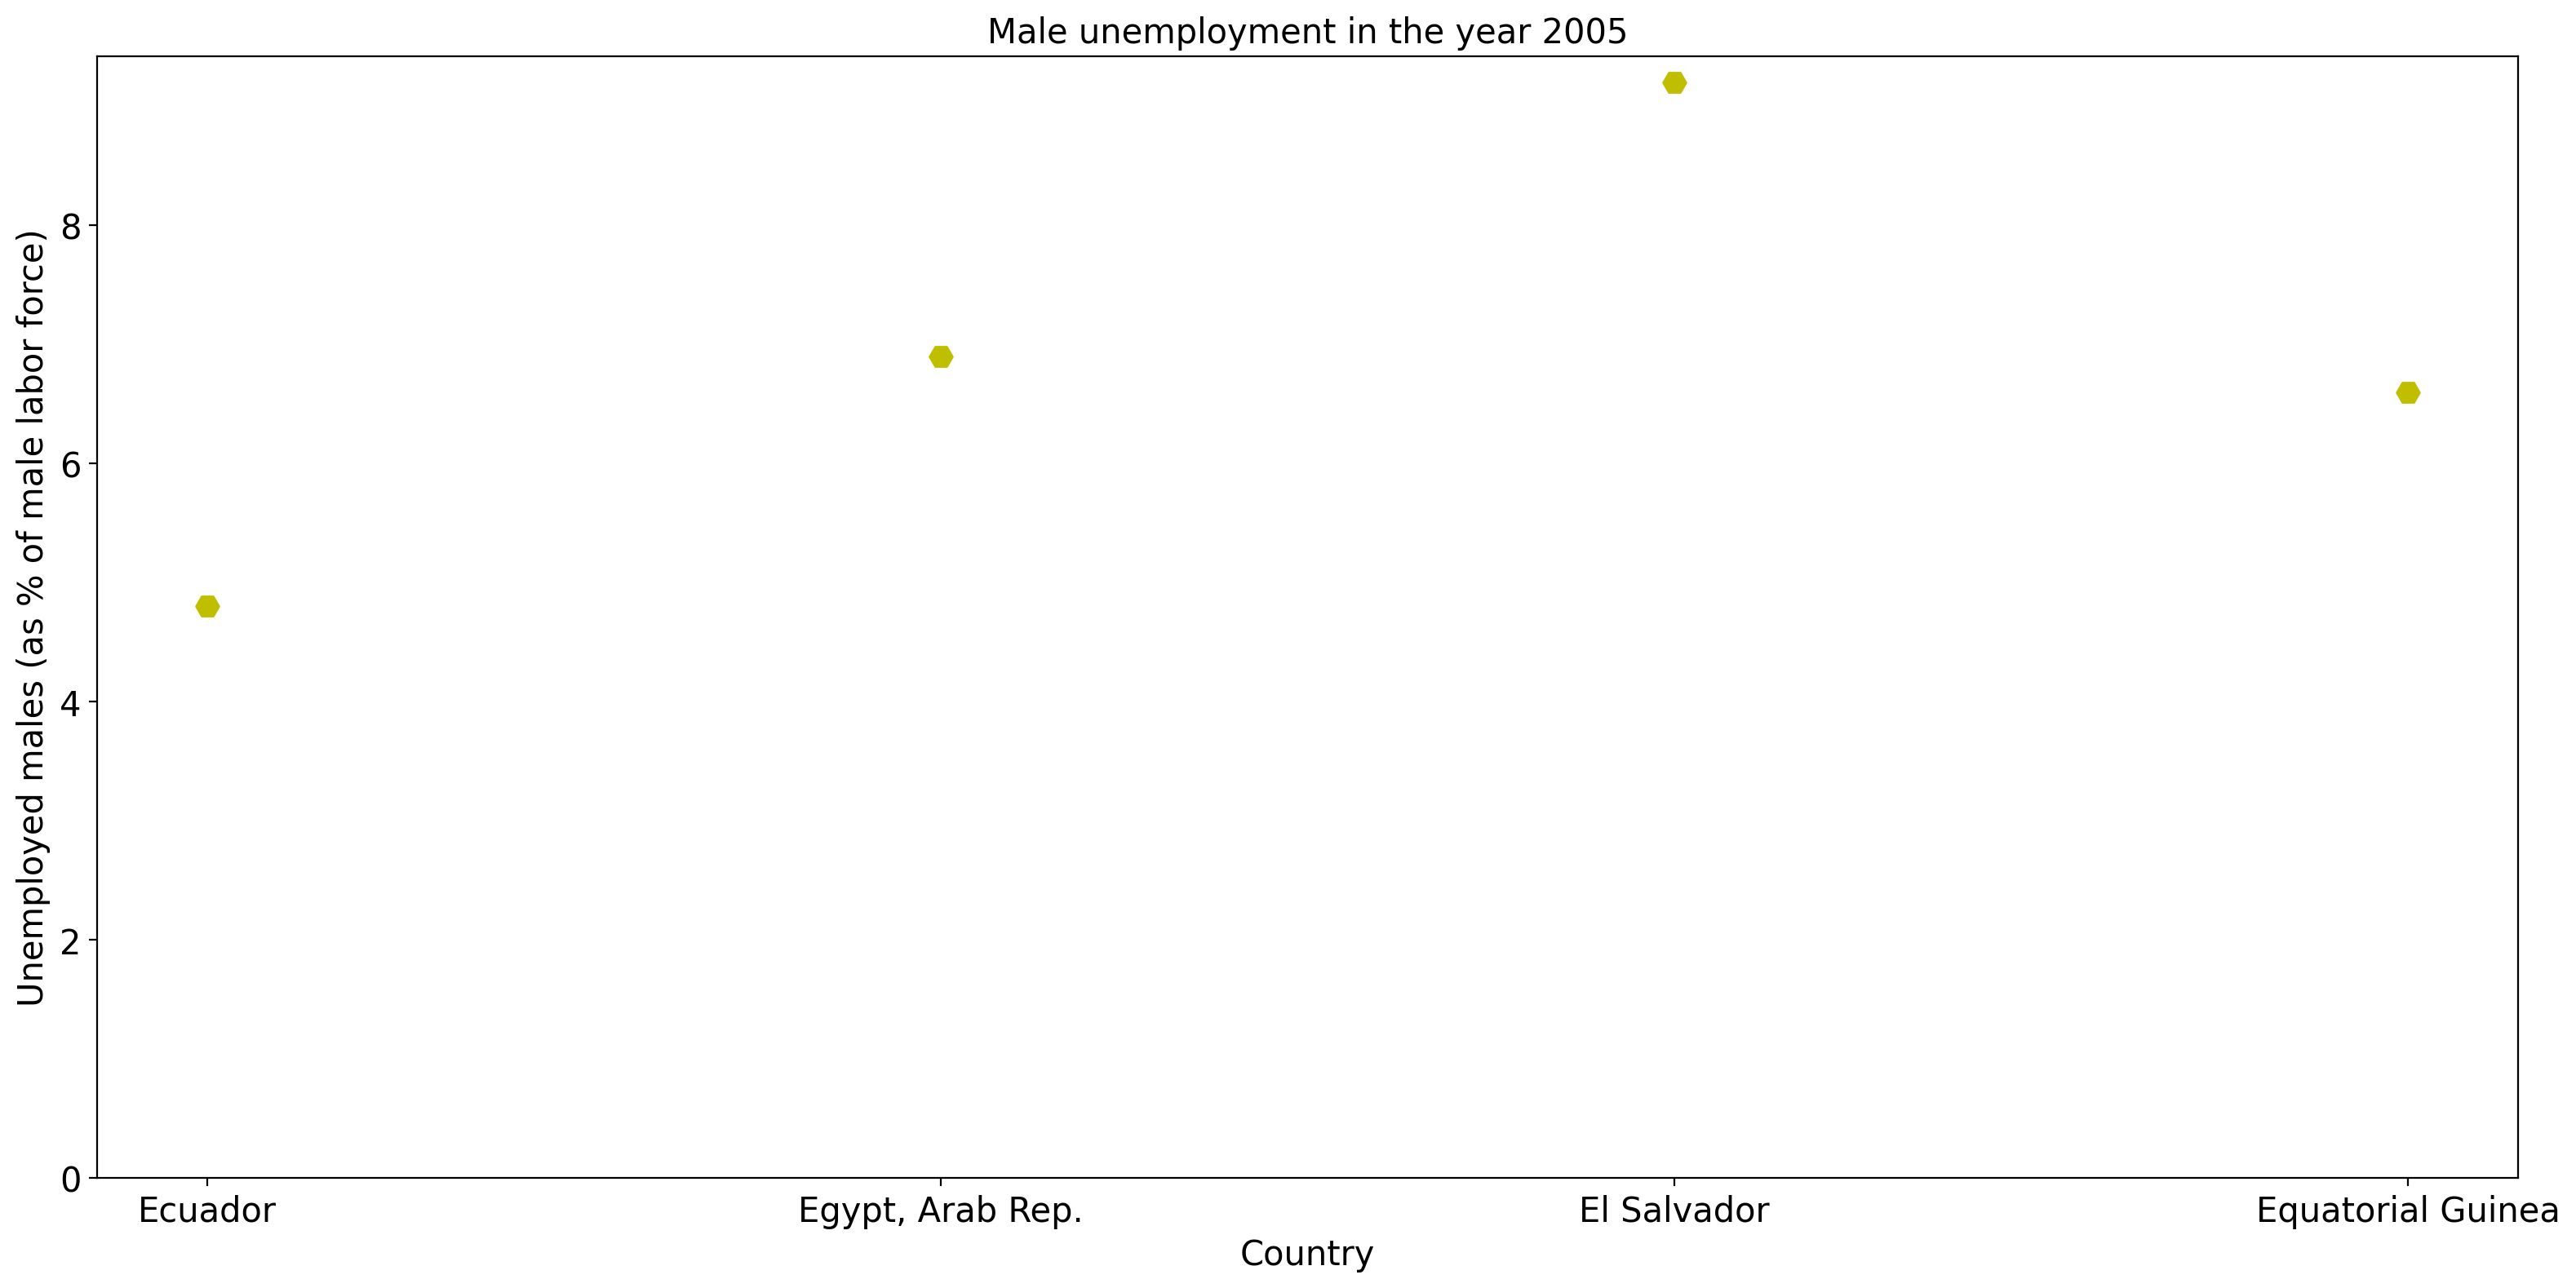 Male unemployment in the year 2005
Unemployed males (as % of male labor force)
8
6
4
2
0
Ecuador
Egypt, Arab Rep.
El Salvador
Equatorial Guinea
Country